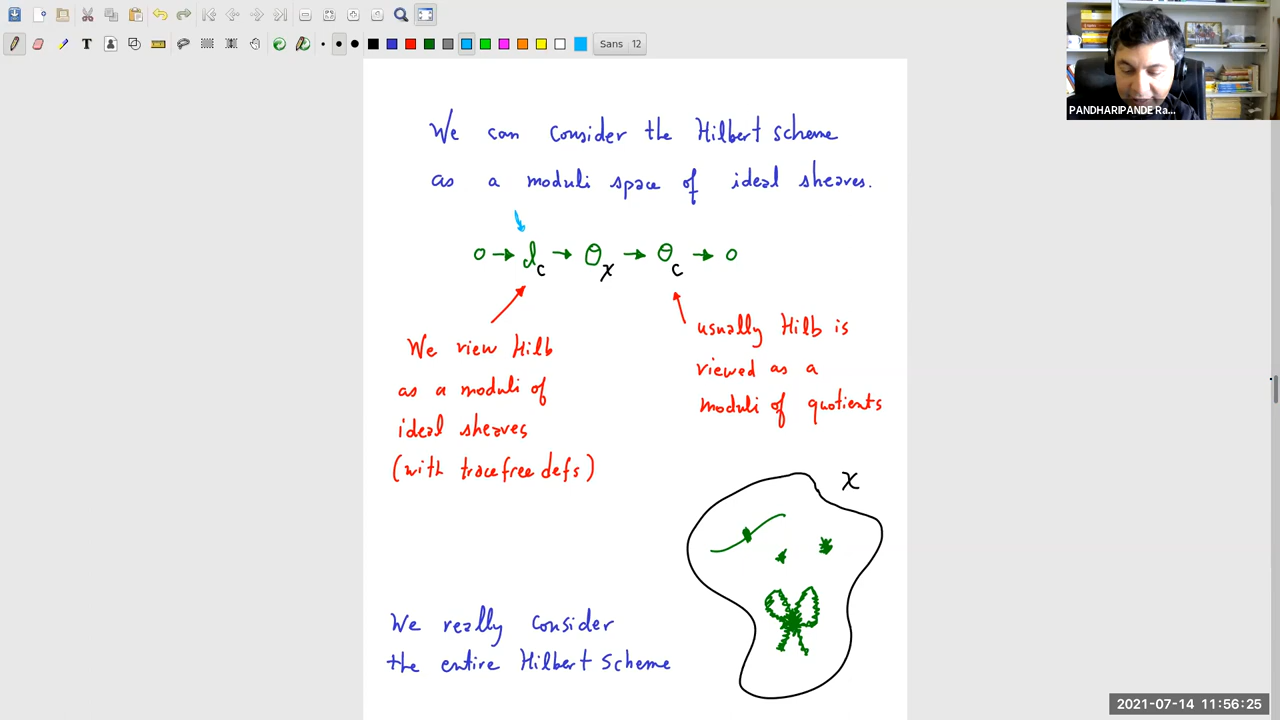 Sans 12
PANDHARIPANDE Ra...
We can consider the Hilbert scheme
as a moduli space of ideal sheaves.
0 → I_C → O_X → O_C → 0
We view Hilb
as a moduli of
ideal sheaves
(with tracefree defs)
usually Hilb is
viewed as a
moduli of quotients
X
We really consider
the entire Hilbert scheme
2021-07-14 11:56:25